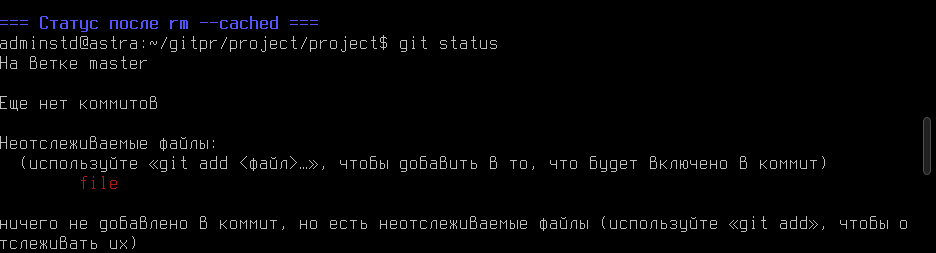 === Статус после rm --cached ===
adminstd@astra:~/gitpr/project/project$ git status
На ветке master
Еще нет коммитов
Неотслеживаемые файлы:
(используйте «git add <файл>…», чтобы добавить в то, что будет включено в коммит)
file
ничего не добавлено в коммит, но есть неотслеживаемые файлы (используйте «git add», чтобы о
тслеживать их)